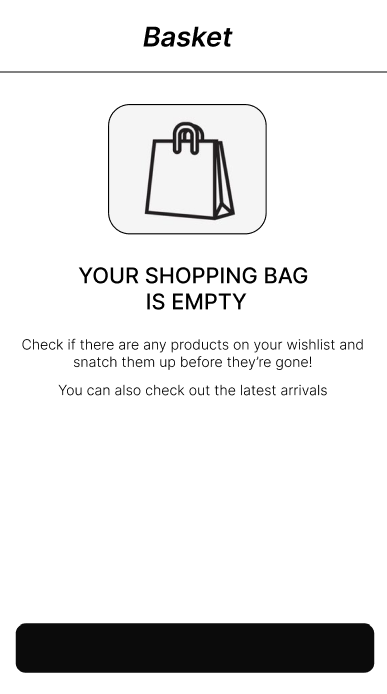 Basket
YOUR SHOPPING BAG
IS EMPTY
Check if there are any products on your wishlist and
snatch them up before they’re gone!
You can also check out the latest arrivals